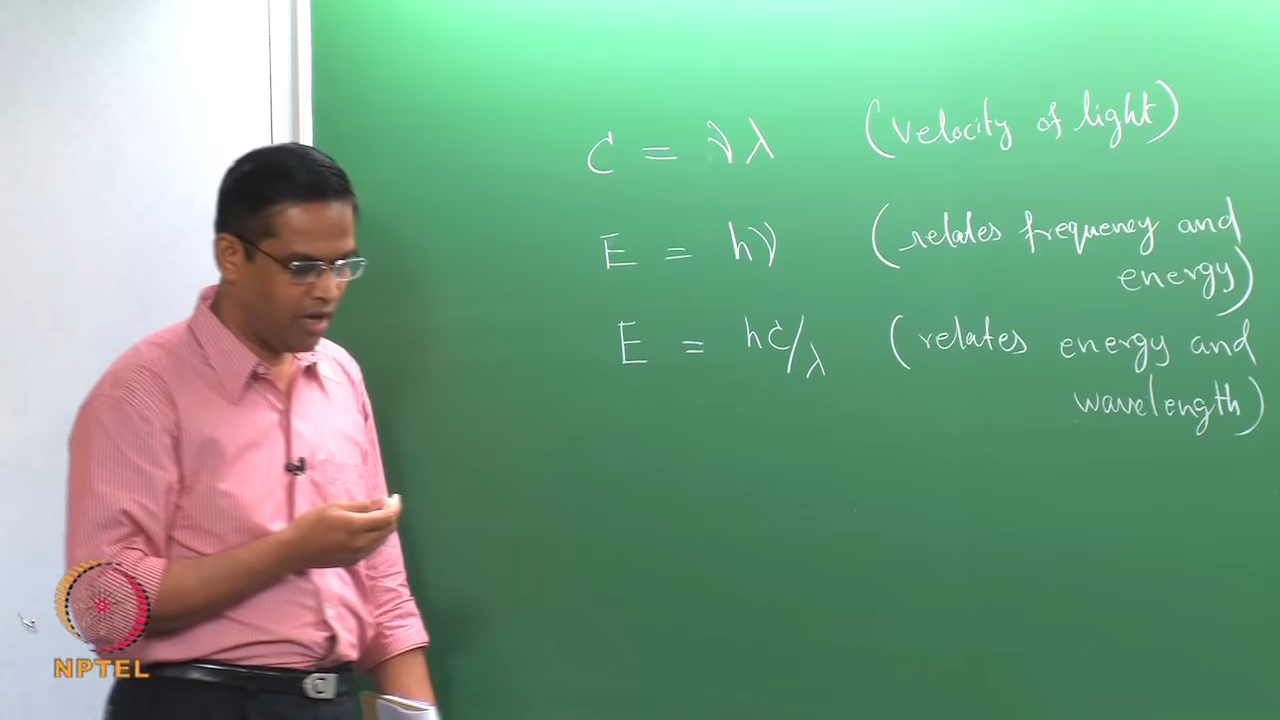 C = νλ (velocity of light)
E = hν (relates frequency and
energy)
E = hc/λ (relates energy and
wavelength)
NPTEL